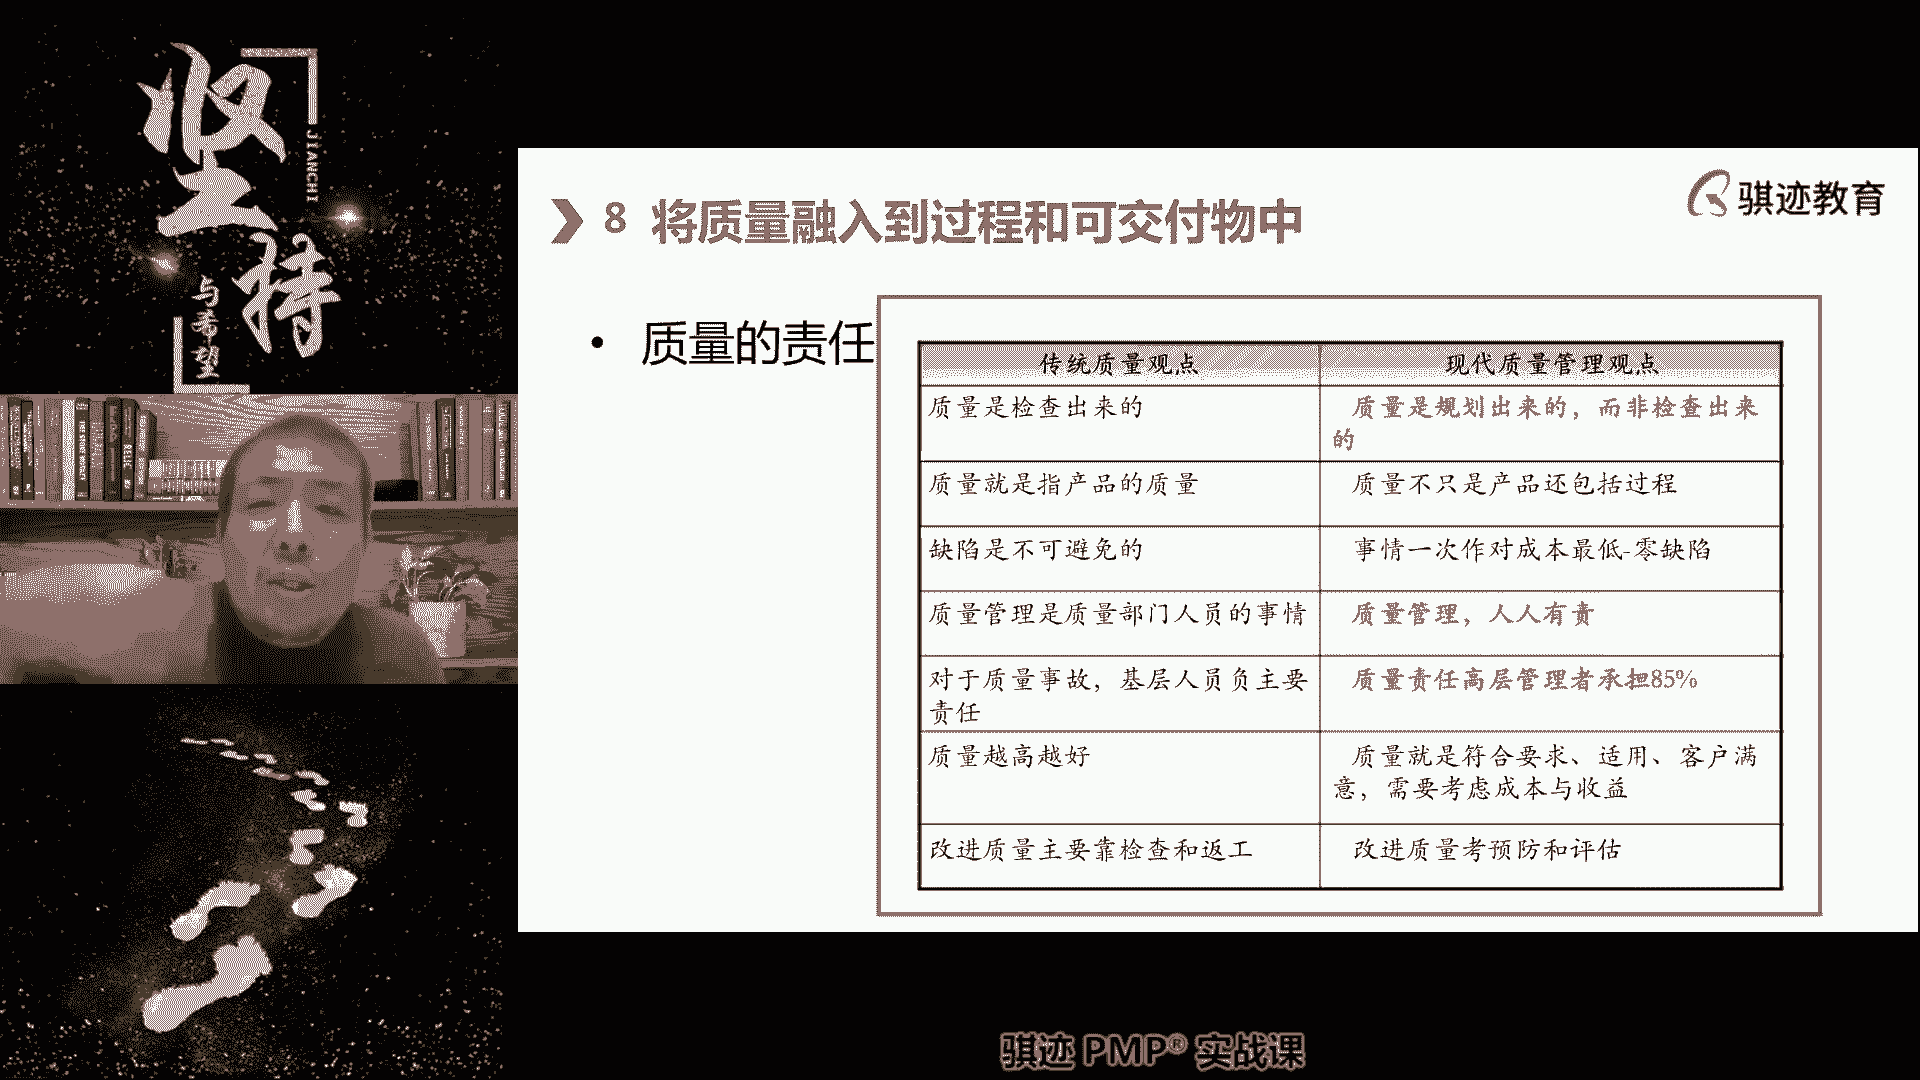 坚持
JIANCHI
与希望
8 将质量融入到过程和可交付物中
骐迹教育
• 质量的责任
传统质量观点
现代质量管理观点
质量是检查出来的
质量是规划出来的，而非检查出来
的
质量就是指产品的质量
质量不只是产品还包括过程
缺陷是不可避免的
事情一次作对成本最低-零缺陷
质量管理是质量部门人员的事情
质量管理，人人有责
对于质量事故，基层人员负主要
责任
质量责任高层管理者承担85%
质量越高越好
质量就是符合要求、适用、客户满
意，需要考虑成本与收益
改进质量主要靠检查和返工
改进质量考预防和评估
骐迹 PMP® 实战课